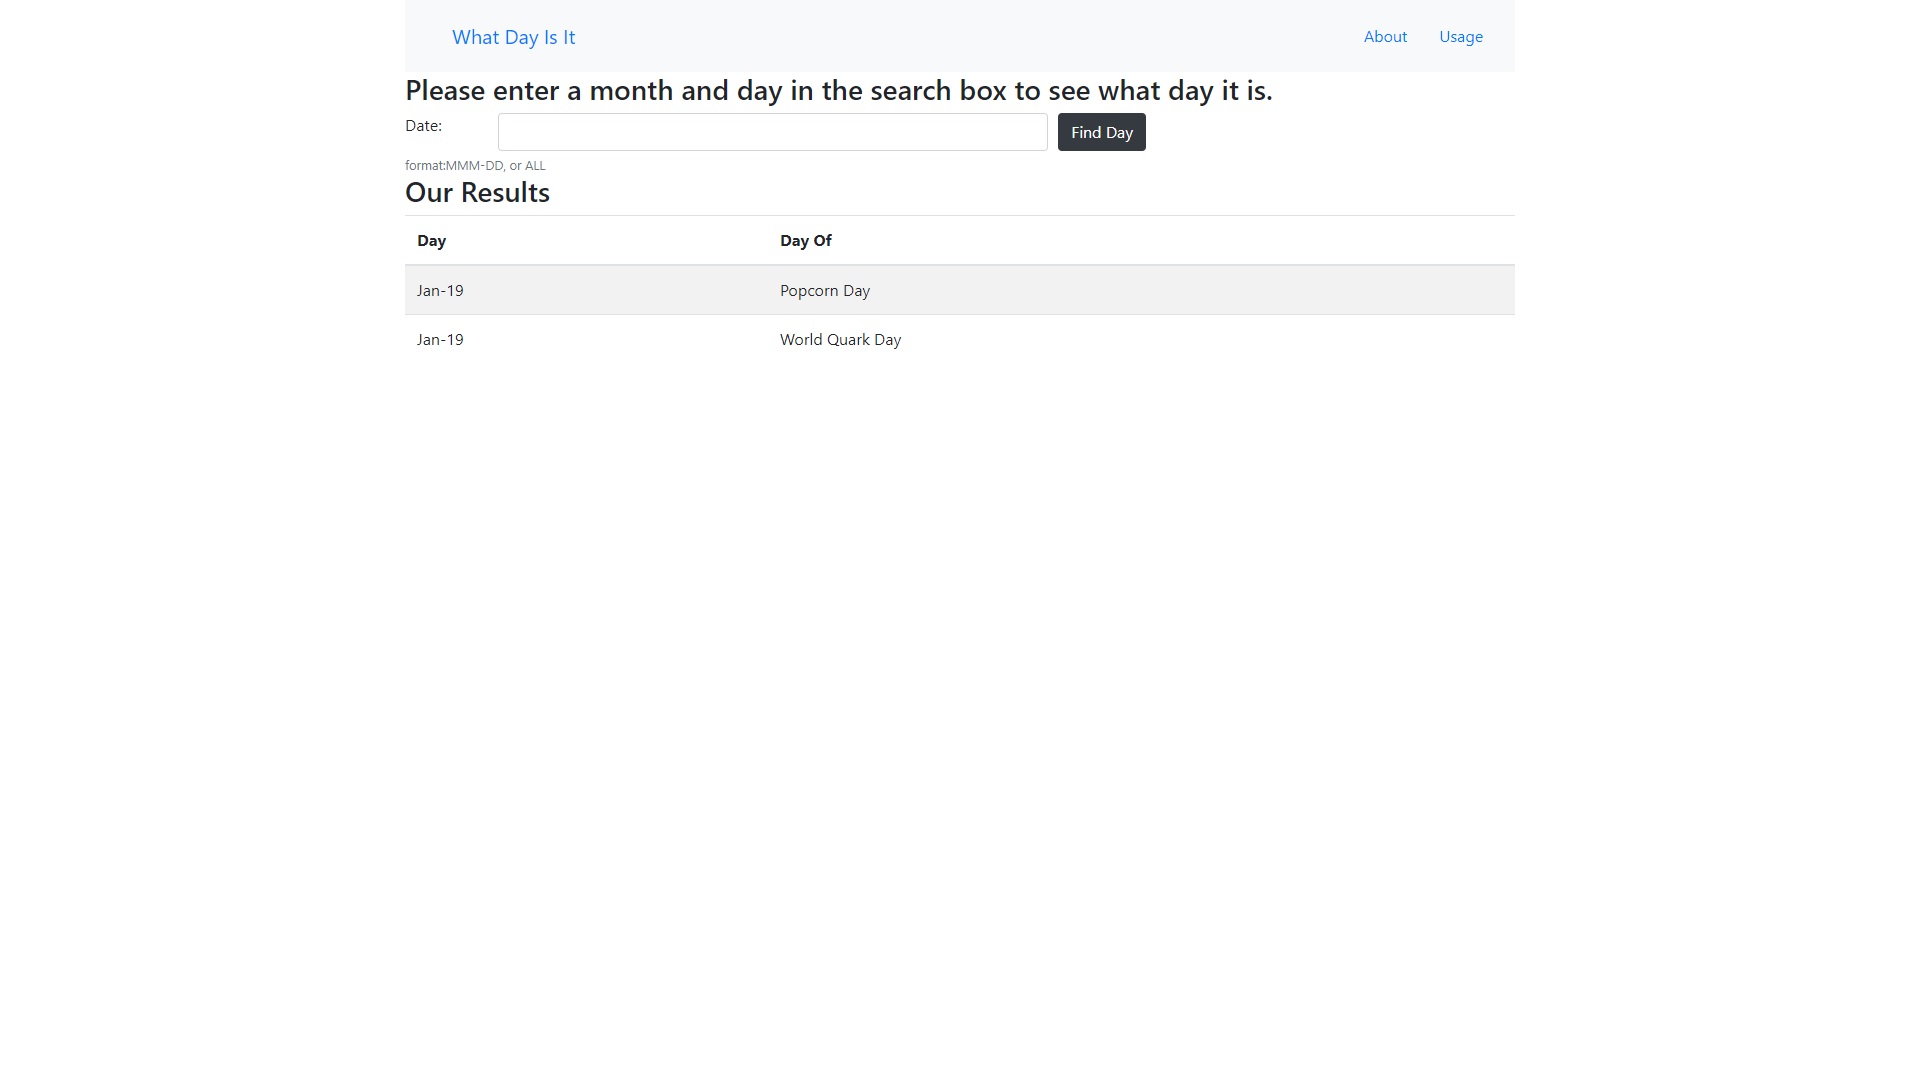 What Day Is It About Usage
Please enter a month and day in the search box to see what day it is.
Date: Find Day
format:MMM-DD, or ALL
Our Results
Day Day Of
Jan-19 Popcorn Day
Jan-19 World Quark Day